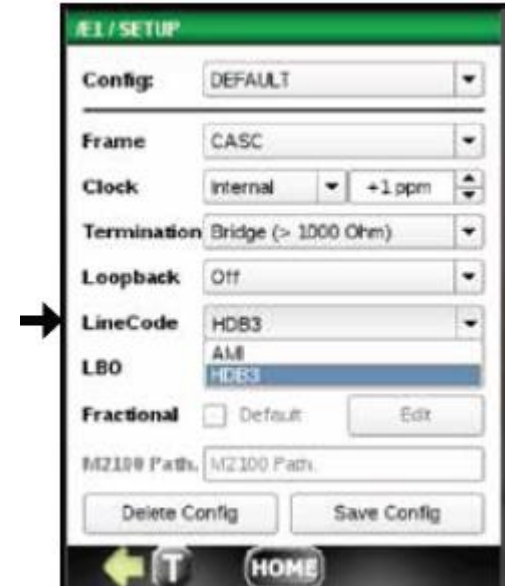 Æ1 / SETUP
Config: DEFAULT
Frame CASC
Clock Internal +1 ppm
Termination Bridge (> 1000 Ohm)
Loopback Off
LineCode HDB3
AMI
LBO HDB3
Fractional Default Edit
M2100 Path. M2100 Path.
Delete Config Save Config
T HOME